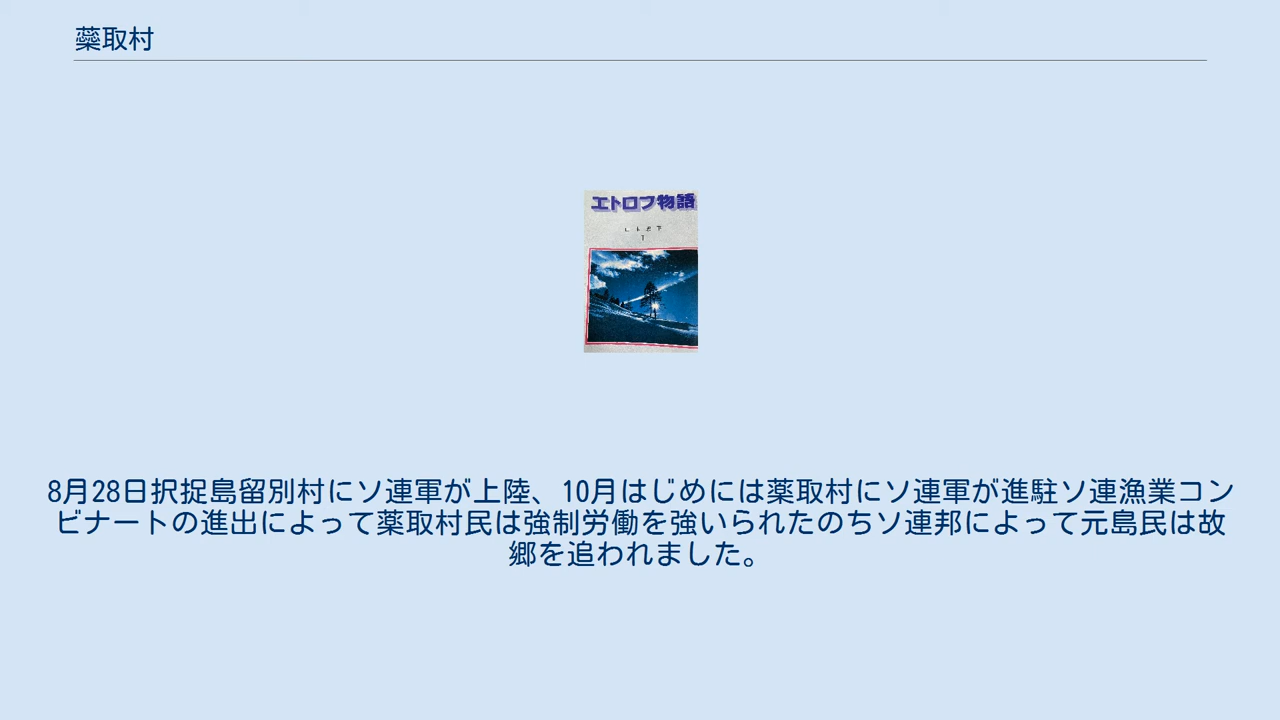 蘂取村
エトロフ物語
8月28日択捉島留別村にソ連軍が上陸、10月はじめには薬取村にソ連軍が進駐ソ連漁業コン
ビナートの進出によって薬取村民は強制労働を強いられたのちソ連邦によって元島民は故
郷を追われました。